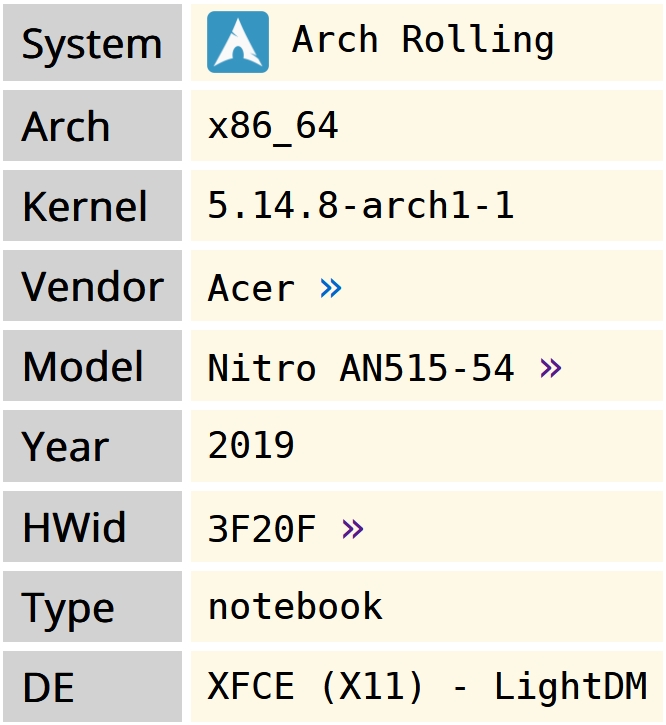 System Arch Rolling
Arch x86_64
Kernel 5.14.8-arch1-1
Vendor Acer »
Model Nitro AN515-54 »
Year 2019
HWid 3F20F »
Type notebook
DE XFCE (X11) - LightDM